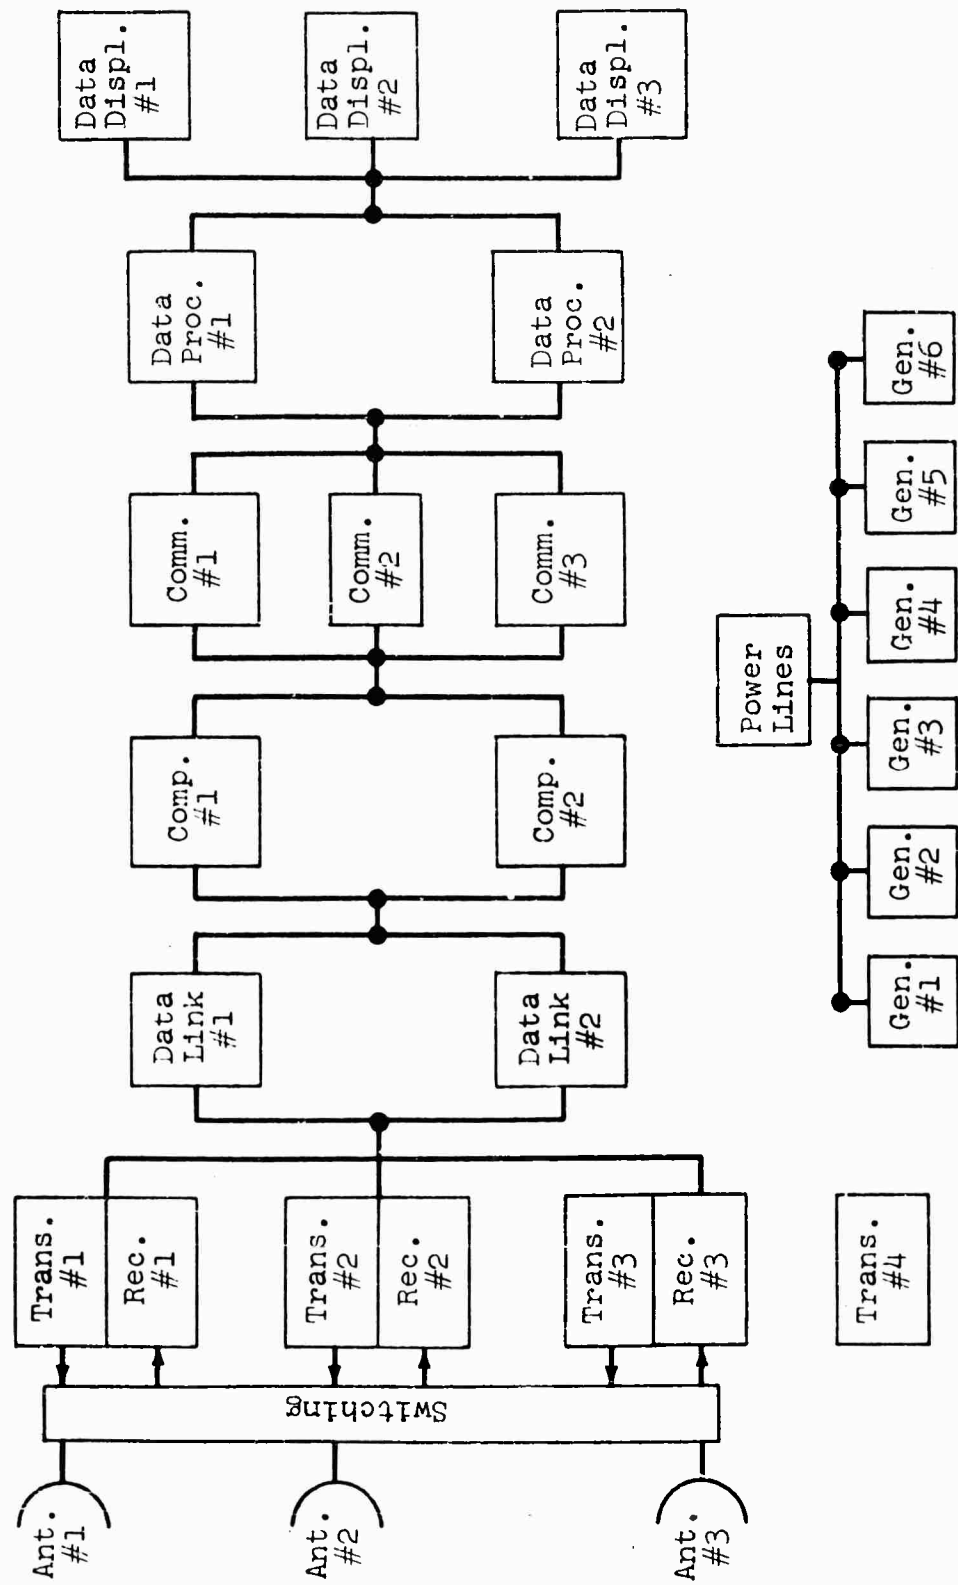 Ant.
#1
Ant.
#2
Ant.
#3
Switching
Trans.
#1
Rec.
#1
Trans.
#2
Rec.
#2
Trans.
#3
Rec.
#3
Trans.
#4
Data
Link
#1
Data
Link
#2
Comp.
#1
Comp.
#2
Comm.
#1
Comm.
#2
Comm.
#3
Data
Proc.
#1
Data
Proc.
#2
Data
Displ.
#1
Data
Displ.
#2
Data
Displ.
#3
Power
Lines
Gen.
#1
Gen.
#2
Gen.
#3
Gen.
#4
Gen.
#5
Gen.
#6